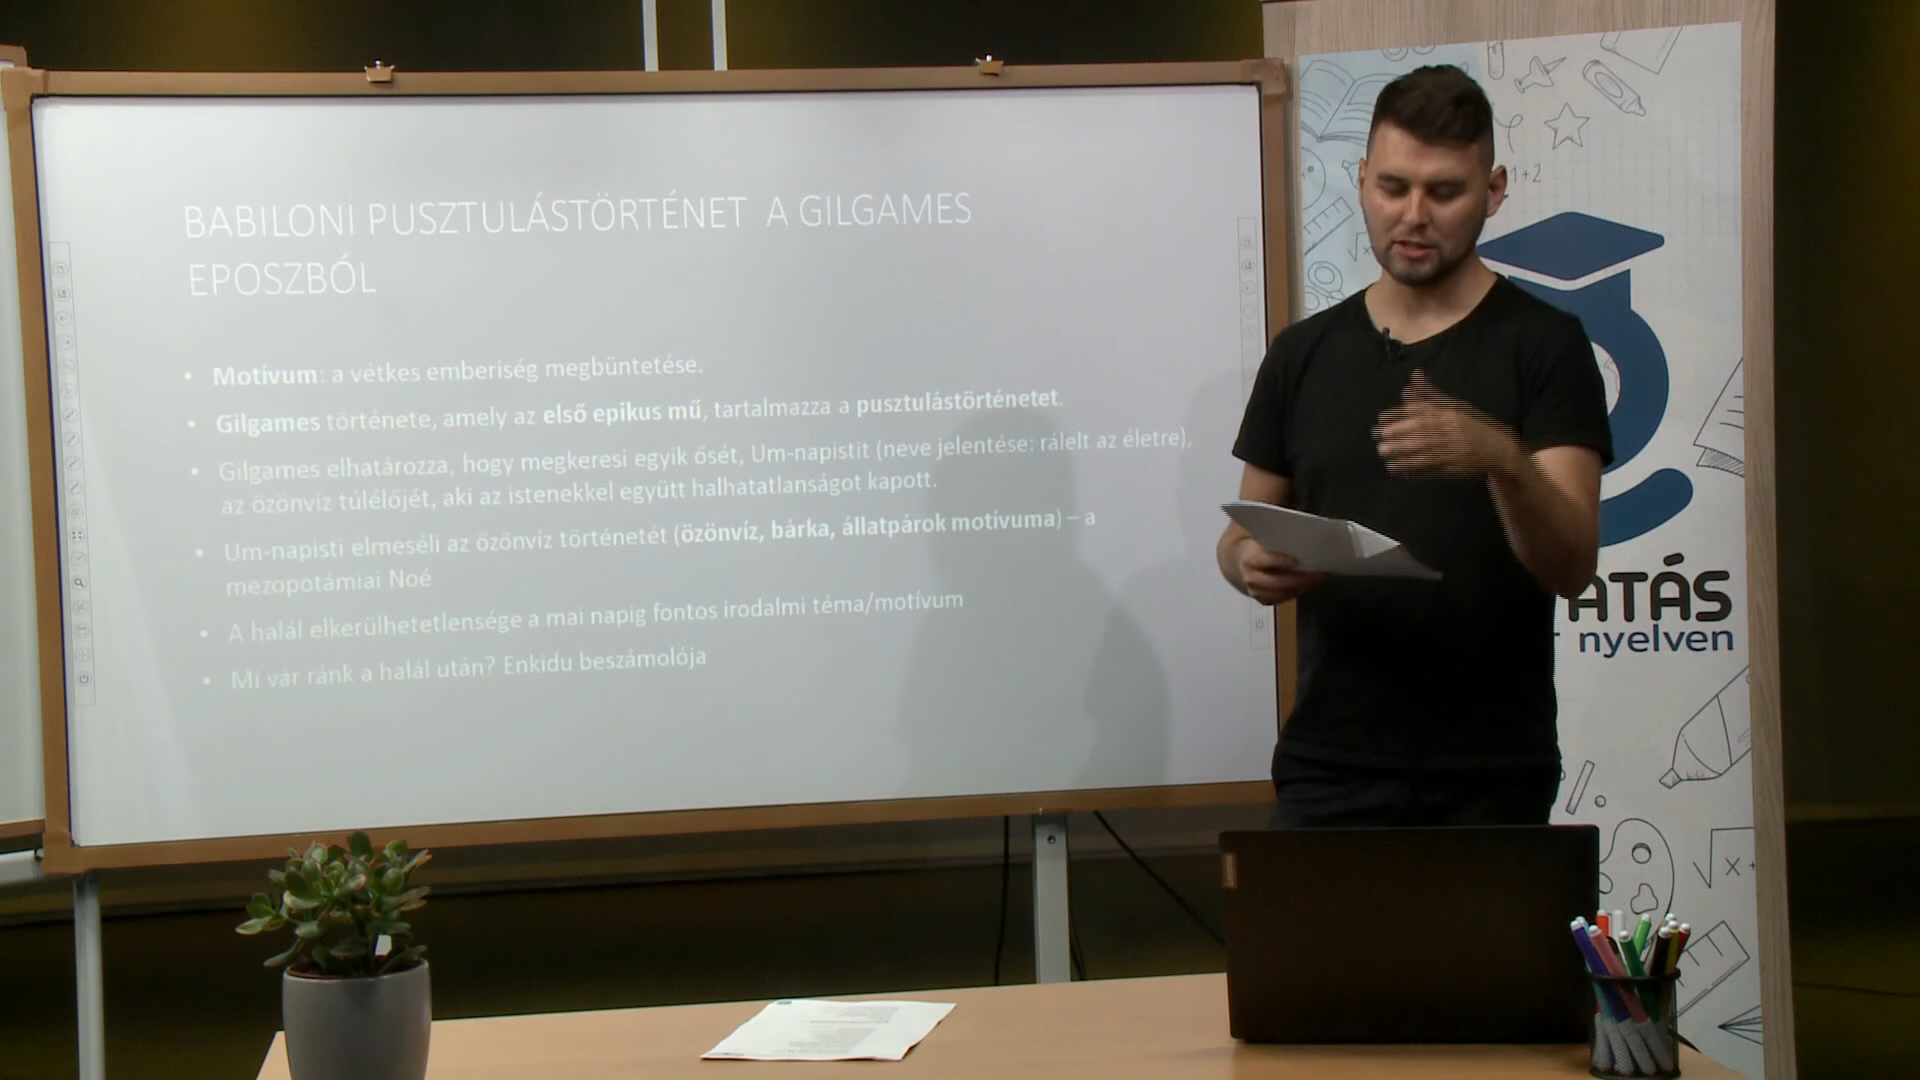 BABILONI PUSZTULÁSTÖRTÉNET A GILGAMES
EPOSZBÓL
• Motívum: a vétkes emberiség megbüntetése.
• Gilgames története, amely az első epikus mű, tartalmazza a pusztulástörténetet.
• Gilgames elhatározza, hogy megkeresi egyik ősét, Um-napistit (neve jelentése: rálelt az életre),
az özönvíz túlélőjét, aki az istenekkel együtt halhatatlanságot kapott.
• Um-napisti elmeséli az özönvíz történetét (özönvíz, bárka, állatpárok motívuma) – a
mezopotámiai Noé
• A halál elkerülhetetlensége a mai napig fontos irodalmi téma/motívum
• Mi vár ránk a halál után? Enkidu beszámolója
1+2
ATÁS
nyelven
√x+